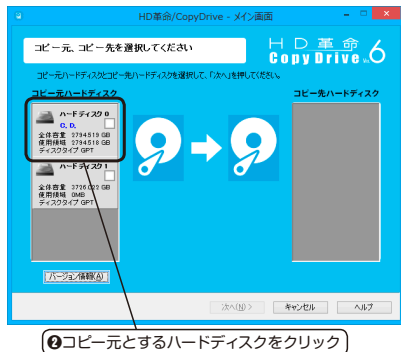 HD革命/CopyDrive - メイン画面
コピー元、コピー先を選択してください
HD革命
CopyDrive Ver.6
コピー元ハードディスクとコピー先ハードディスクを選択して、「次へ」を押してください。
コピー元ハードディスク
コピー先ハードディスク
ハードディスク 0
C, D,
全体容量 2794519 GB
使用領域 2794518 GB
ディスクタイプ GPT
ハードディスク 1
全体容量 3726.022 GB
使用領域 0MB
ディスクタイプ GPT
バージョン情報(A)
次へ(N) >
キャンセル
ヘルプ
❷コピー元とするハードディスクをクリック